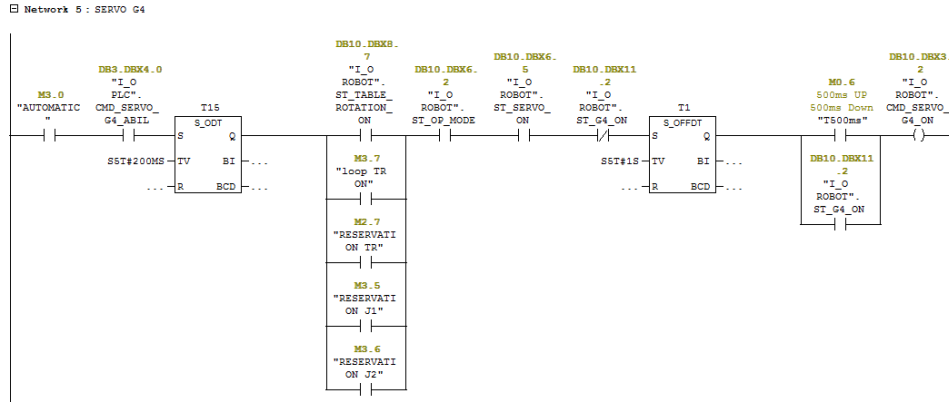 Network 5 : SERVO G4
M3.0
"AUTOMATIC
"
DB3.DBX4.0
"I_O
PLC".
CMD_SERVO_
G4_ABIL
T15
S_ODT
S
Q
S5T#200MS
TV
BI
...
...
R
BCD
...
DB10.DBX8.
7
"I_O
ROBOT".
ST_TABLE_
ROTATION_
ON
M3.7
"loop TR
ON"
M2.7
"RESERVATI
ON TR"
M3.5
"RESERVATI
ON J1"
M3.6
"RESERVATI
ON J2"
DB10.DBX6.
2
"I_O
ROBOT".
ST_OP_MODE
DB10.DBX6.
5
"I_O
ROBOT".
ST_SERVO_
ON
DB10.DBX11
.2
"I_O
ROBOT".
ST_G4_ON
T1
S_OFFDT
S
Q
S5T#1S
TV
BI
...
...
R
BCD
...
M0.6
500ms UP
500ms Down
"T500ms"
DB10.DBX11
.2
"I_O
ROBOT".
ST_G4_ON
DB10.DBX3.
2
"I_O
ROBOT".
CMD_SERVO_
G4_ON